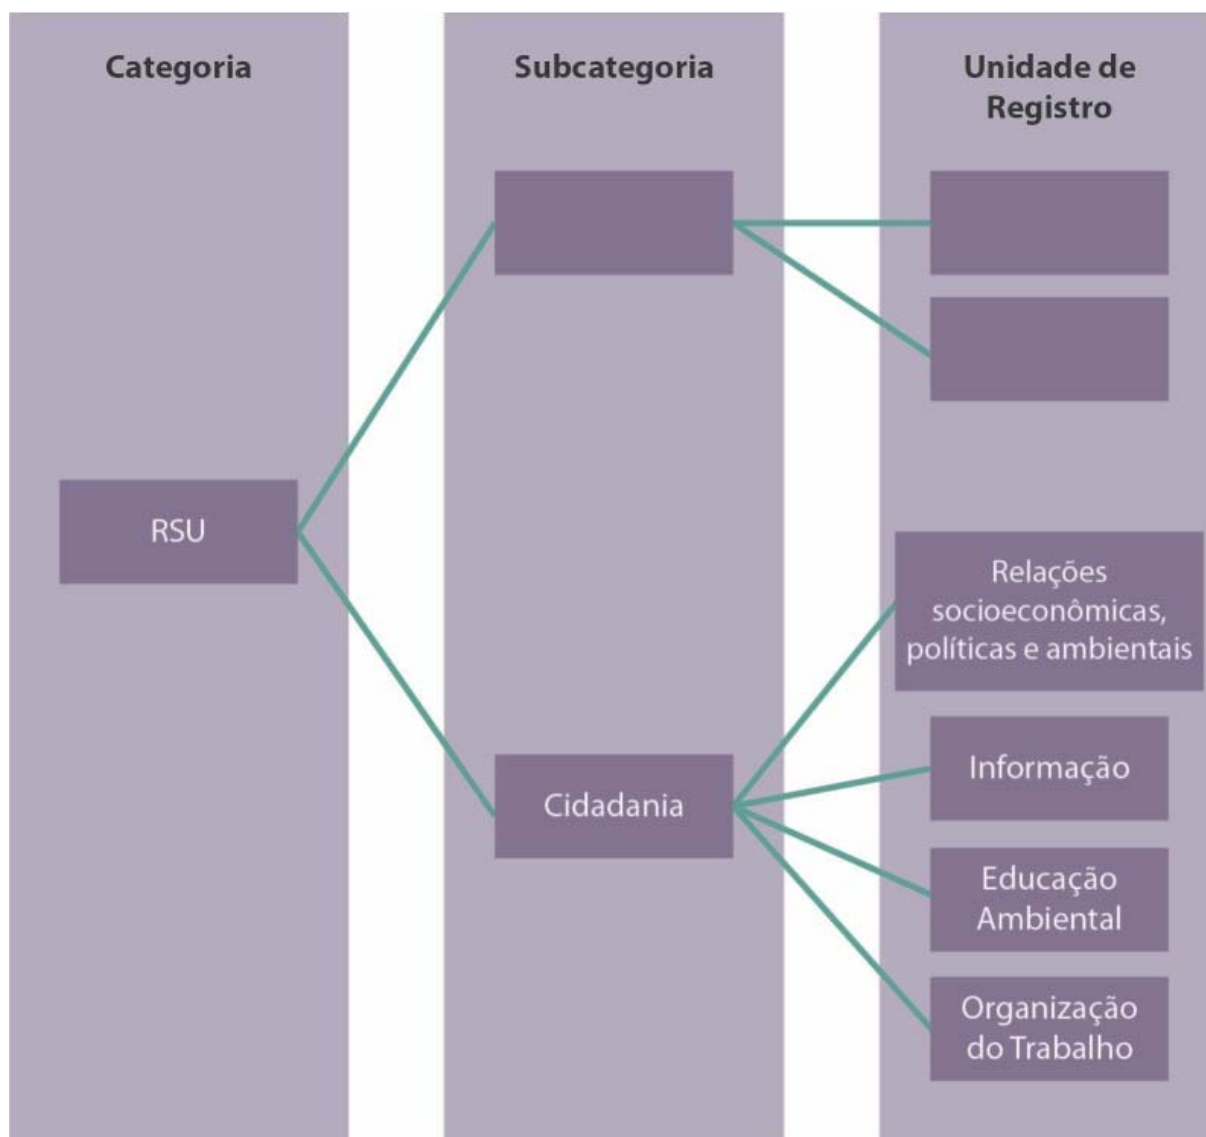 Categoria
Subcategoria
Unidade de
Registro
RSU
Cidadania
Relações
socioeconômicas,
políticas e ambientais
Informação
Educação
Ambiental
Organização
do Trabalho